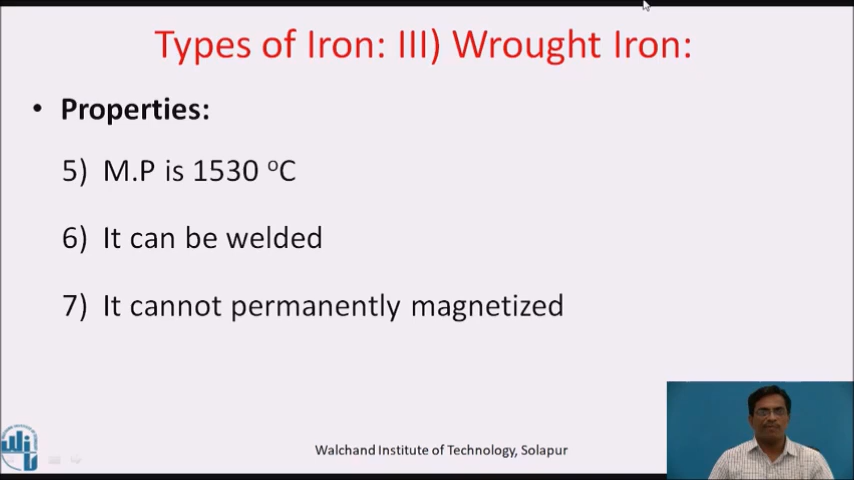 Types of Iron: III) Wrought Iron:
• Properties:
5) M.P is 1530 ⁰C
6) It can be welded
7) It cannot permanently magnetized
Walchand Institute of Technology, Solapur